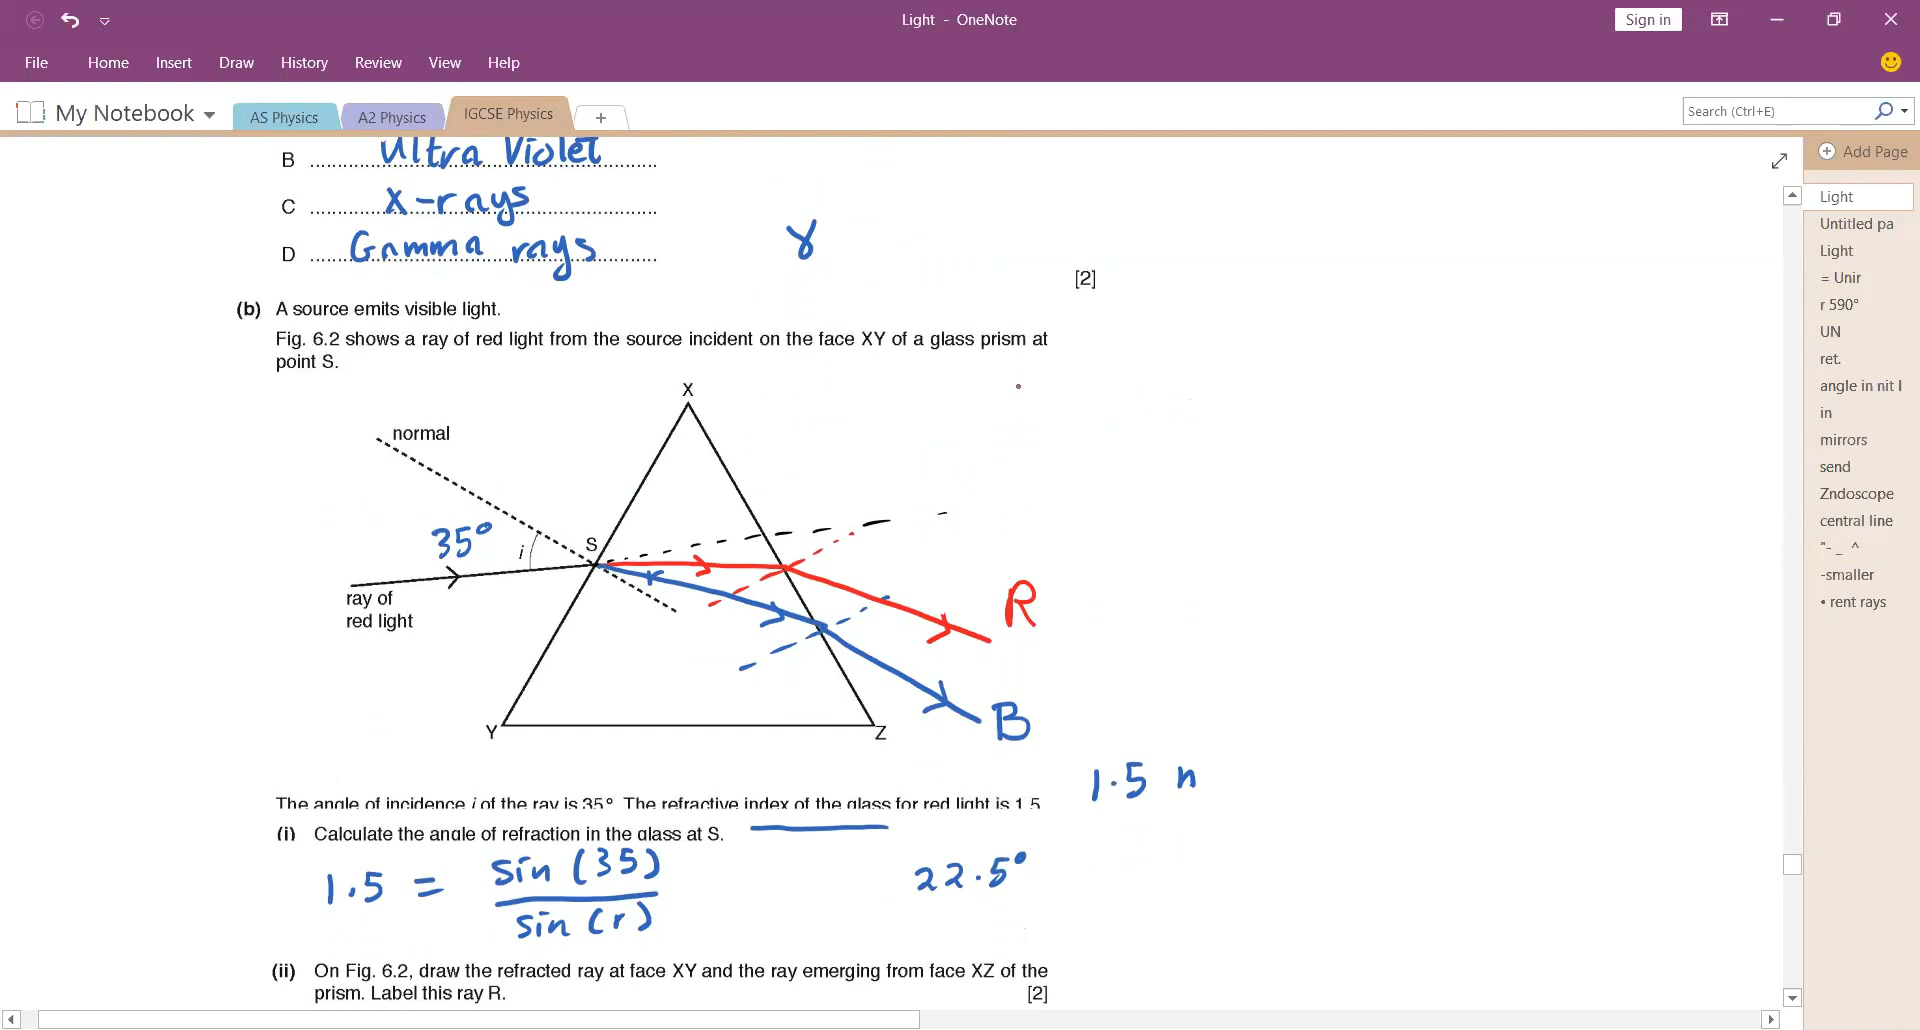 Light - OneNote
Sign in
File Home Insert Draw History Review View Help
My Notebook
AS Physics
A2 Physics
IGCSE Physics
Search (Ctrl+E)
Add Page
Light
Untitled pa
Light
= Unir
r 590°
UN
ret.
angle in nit I
in
mirrors
send
Zndoscope
central line
"- _ ^
-smaller
• rent rays
B Ultra Violet
C X-rays
D Gamma rays
γ
[2]
(b) A source emits visible light.
Fig. 6.2 shows a ray of red light from the source incident on the face XY of a glass prism at
point S.
X
normal
35°
i
S
r
ray of
red light
R
B
Y
Z
1.5 n
The angle of incidence i of the ray is 35°. The refractive index of the glass for red light is 1.5
(i) Calculate the angle of refraction in the glass at S.
1.5 = sin (35)
sin (r)
22.5°
(ii) On Fig. 6.2, draw the refracted ray at face XY and the ray emerging from face XZ of the
prism. Label this ray R.
[2]